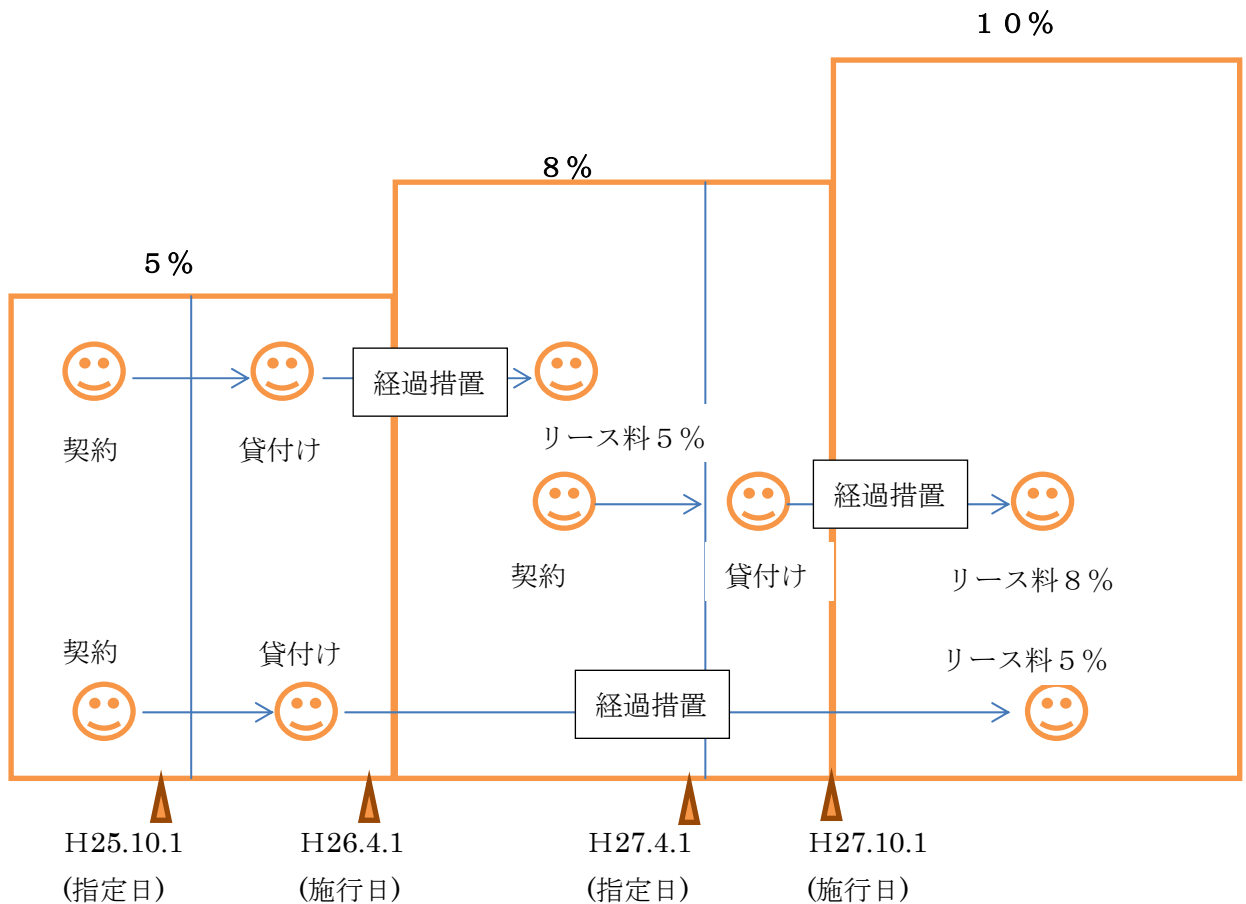 １０%
８%
５%
経過措置
契約
貸付け
リース料５%
経過措置
契約
貸付け
リース料８%
契約
貸付け
リース料５%
経過措置
Ｈ25.10.1
(指定日)
Ｈ26.4.1
(施行日)
Ｈ27.4.1
(指定日)
Ｈ27.10.1
(施行日)